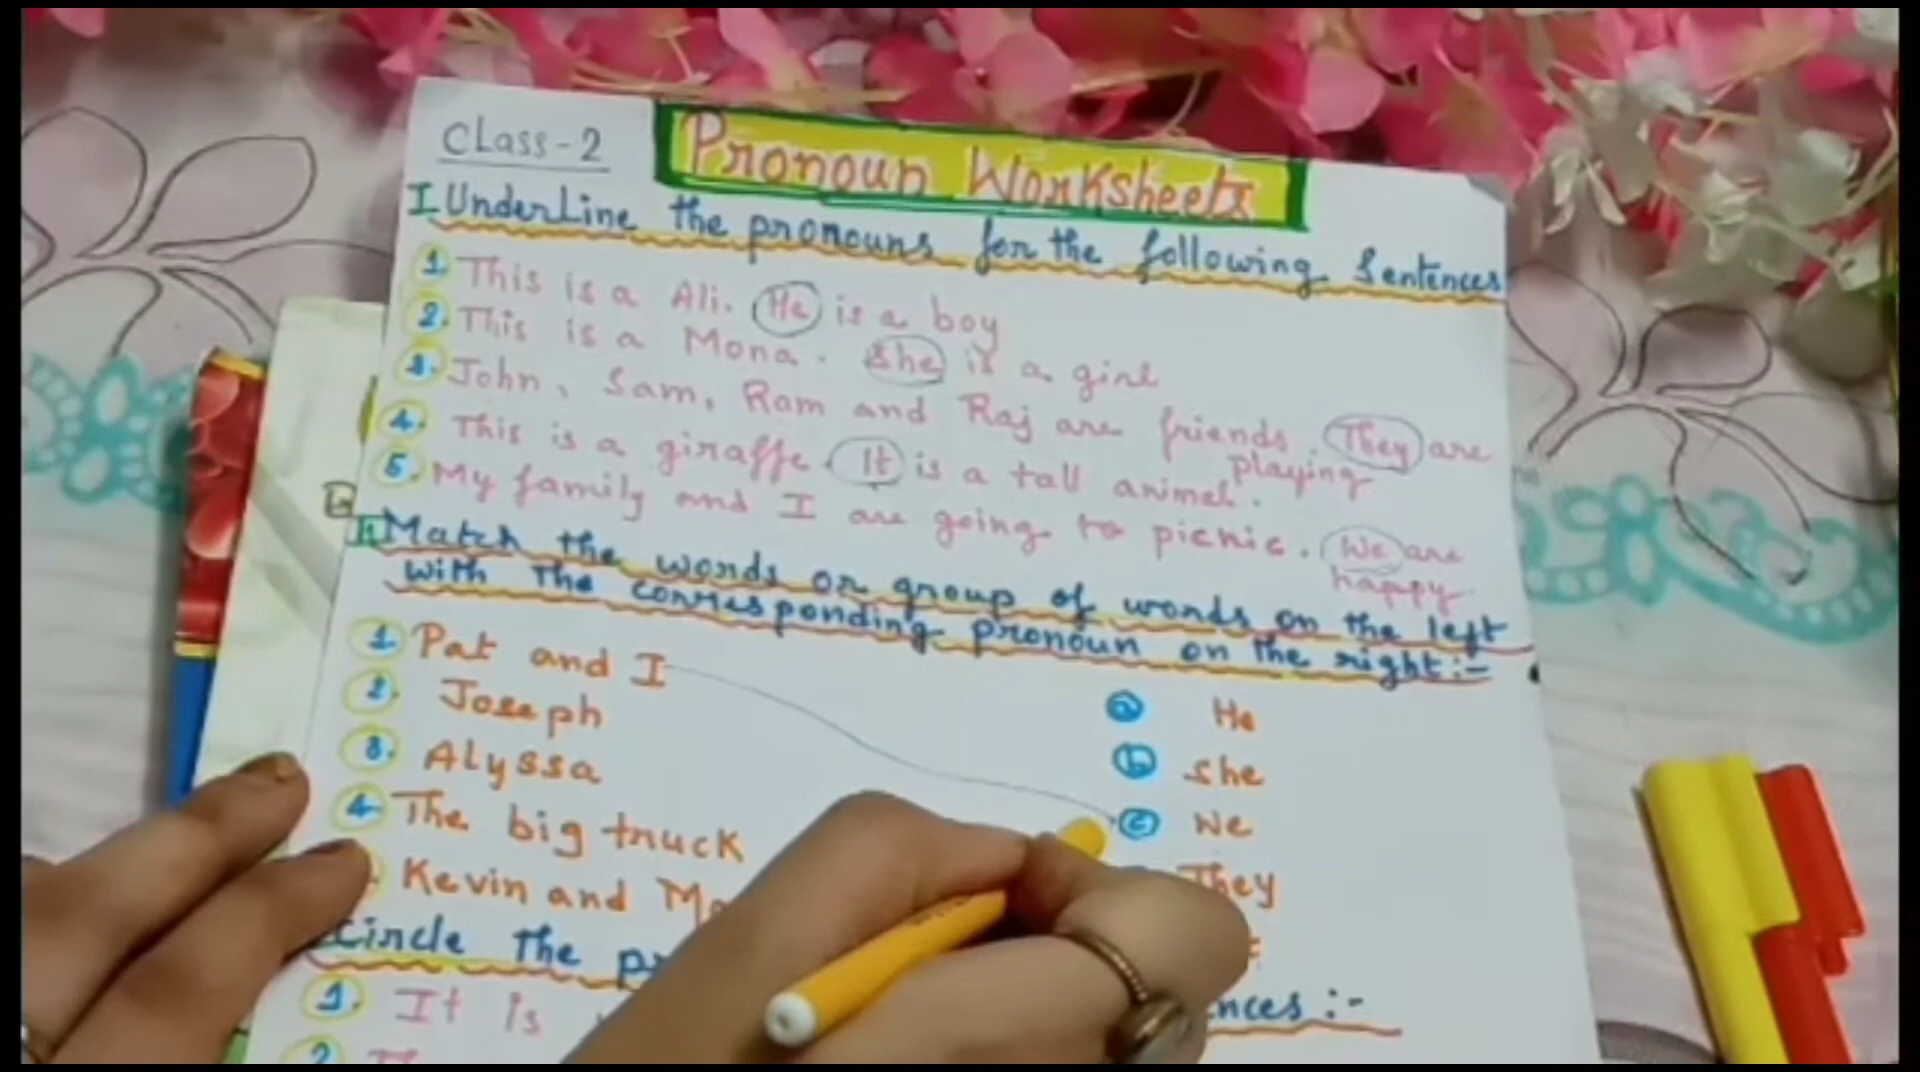 Class-2
Pronoun Worksheets
I Underline the pronouns for the following Sentences
1. This is a Ali. He is a boy
2. This is a Mona. She is a girl
3. John, Sam, Ram and Raj are friends. They are
playing
4. This is a giraffe. It is a tall animal.
5. My family and I are going to picnic. We are
happy.
II Match the words or group of words on the left
with the corresponding pronoun on the right:-
1. Pat and I
a He
2. Joseph
b She
3. Alyssa
c We
4. The big truck
They
Kevin and
Circle the
1. It is
2.